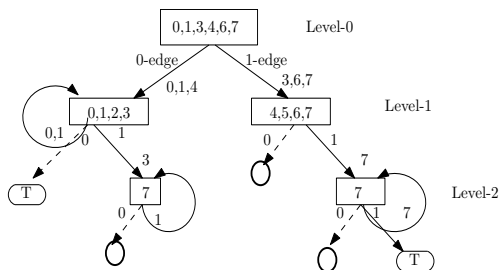 0,1,3,4,6,7 Level-0
0-edge 1-edge
0,1,4 3,6,7
0,1,2,3 4,5,6,7 Level-1
0,1 0 1 0 1
3 7
T 7 7 Level-2
0 1 0 1 7
T